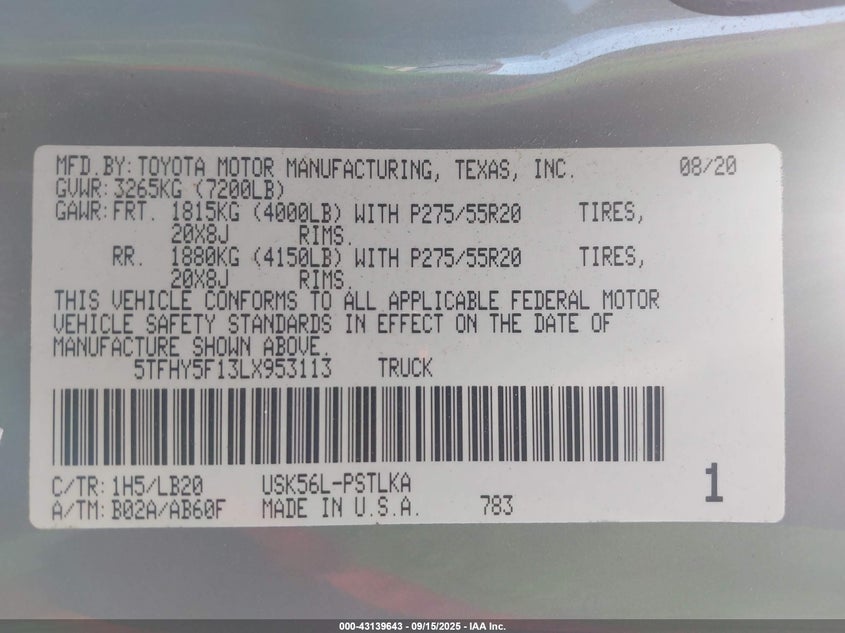 MFD.BY: TOYOTA MOTOR MANUFACTURING, TEXAS, INC. 08/20
GVWR: 3265KG (7200LB)
GAWR: FRT. 1815KG (4000LB) WITH P275/55R20 TIRES,
20X8J RIMS.
RR. 1880KG (4150LB) WITH P275/55R20 TIRES,
20X8J RIMS.
THIS VEHICLE CONFORMS TO ALL APPLICABLE FEDERAL MOTOR
VEHICLE SAFETY STANDARDS IN EFFECT ON THE DATE OF
MANUFACTURE SHOWN ABOVE.
5TFHY5F13LX953113 TRUCK
C/TR: 1H5/LB20 USK56L-PSTLKA 1
A/TM: B02A/AB60F MADE IN U.S.A. 783
000-43139643 - 09/15/2025 - IAA Inc.